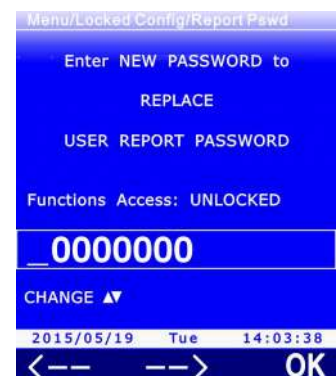 Menu/Locked Config/Report Pswd
Enter NEW PASSWORD to
REPLACE
USER REPORT PASSWORD
Functions Access: UNLOCKED
_0000000
CHANGE ▲▼
2015/05/19 Tue 14:03:38
<-- --> OK